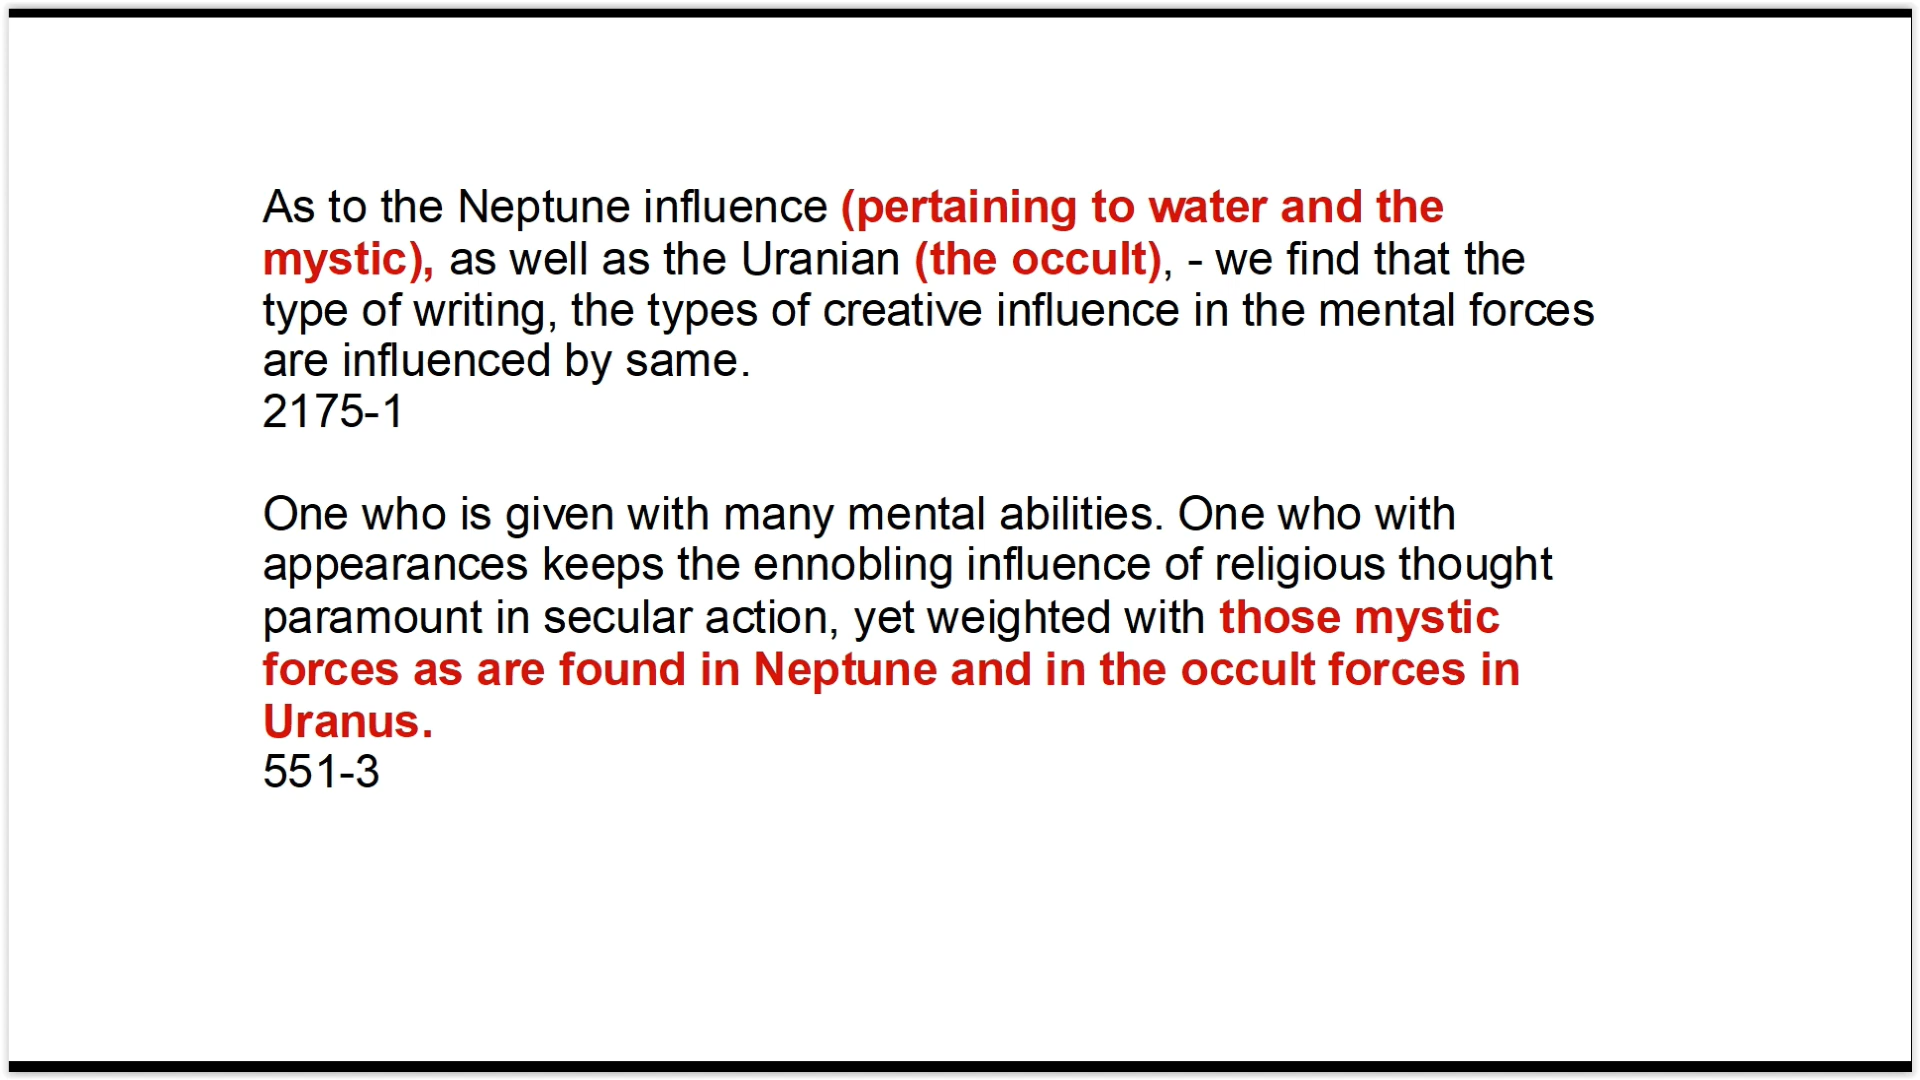 As to the Neptune influence (pertaining to water and the
mystic), as well as the Uranian (the occult), - we find that the
type of writing, the types of creative influence in the mental forces
are influenced by same.
2175-1
One who is given with many mental abilities. One who with
appearances keeps the ennobling influence of religious thought
paramount in secular action, yet weighted with those mystic
forces as are found in Neptune and in the occult forces in
Uranus.
551-3